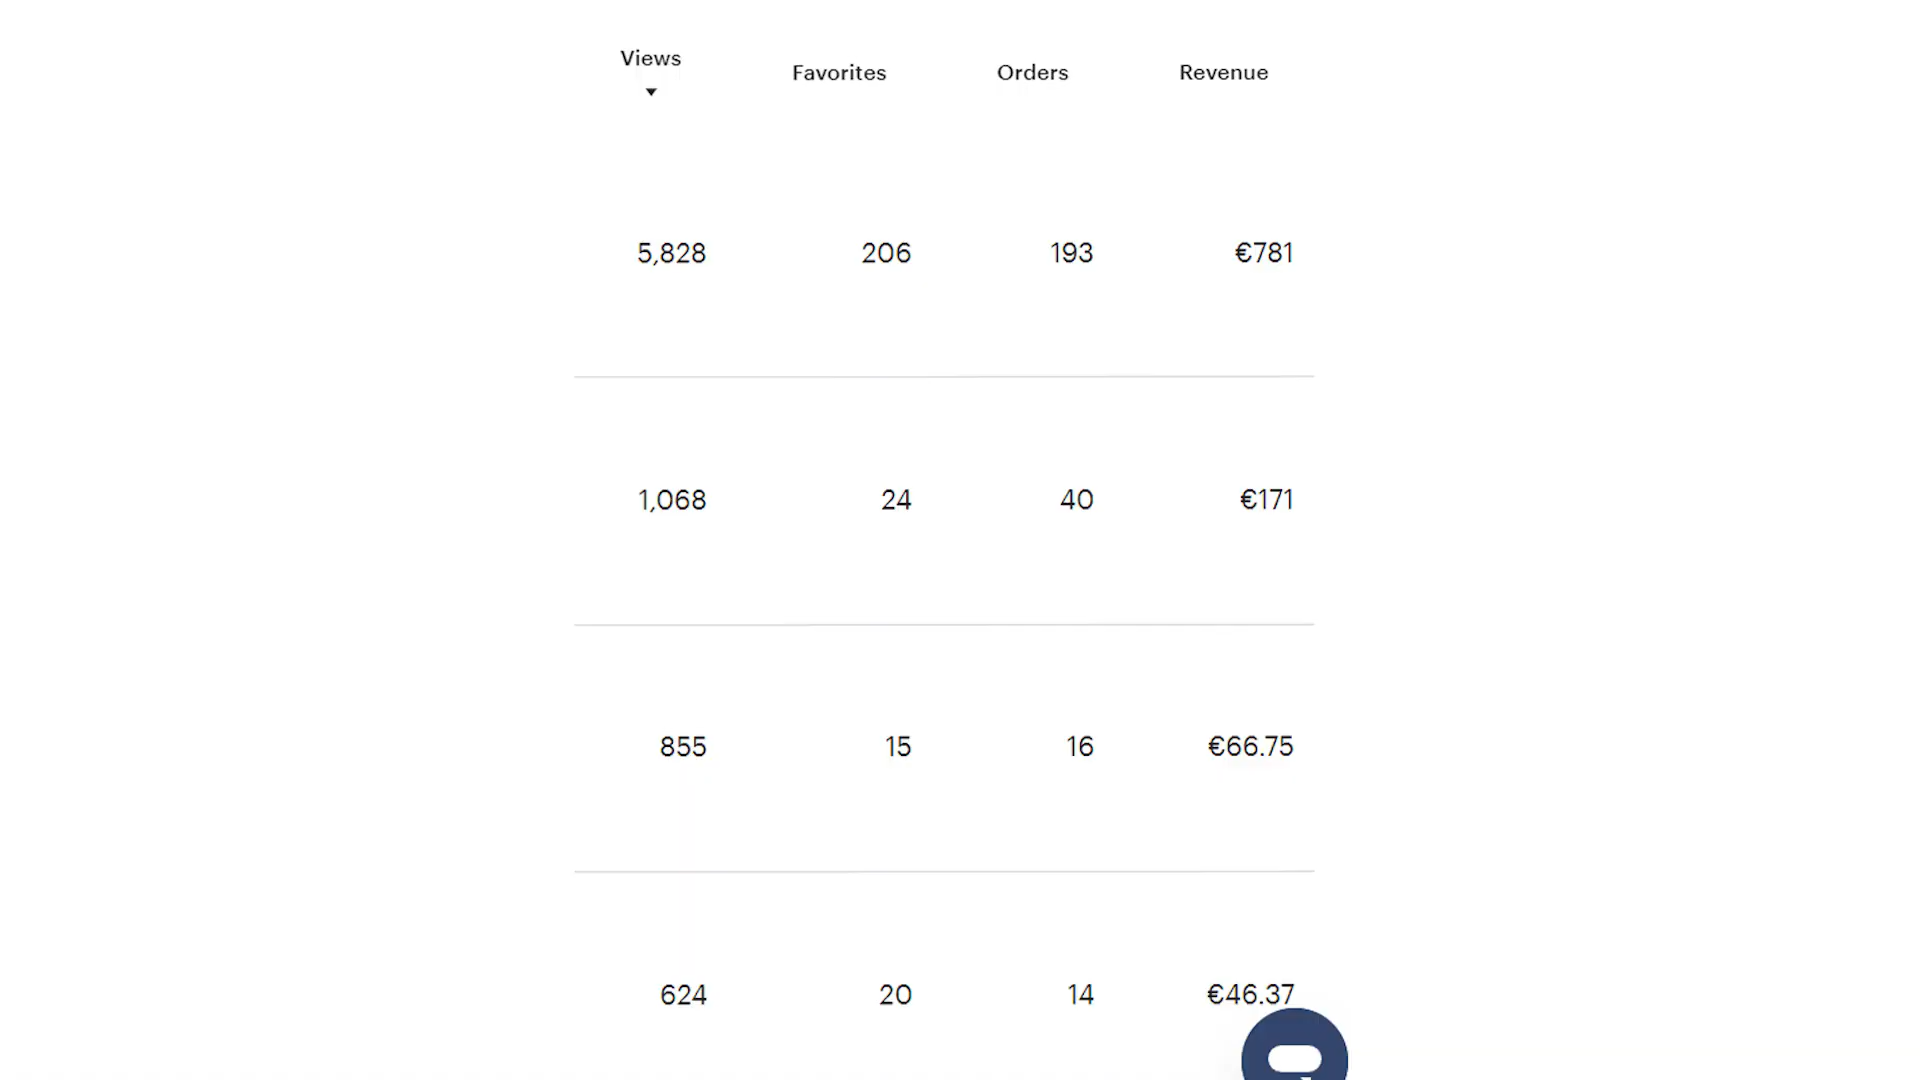 Views Favorites Orders Revenue
5,828 206 193 €781
1,068 24 40 €171
855 15 16 €66.75
624 20 14 €46.37